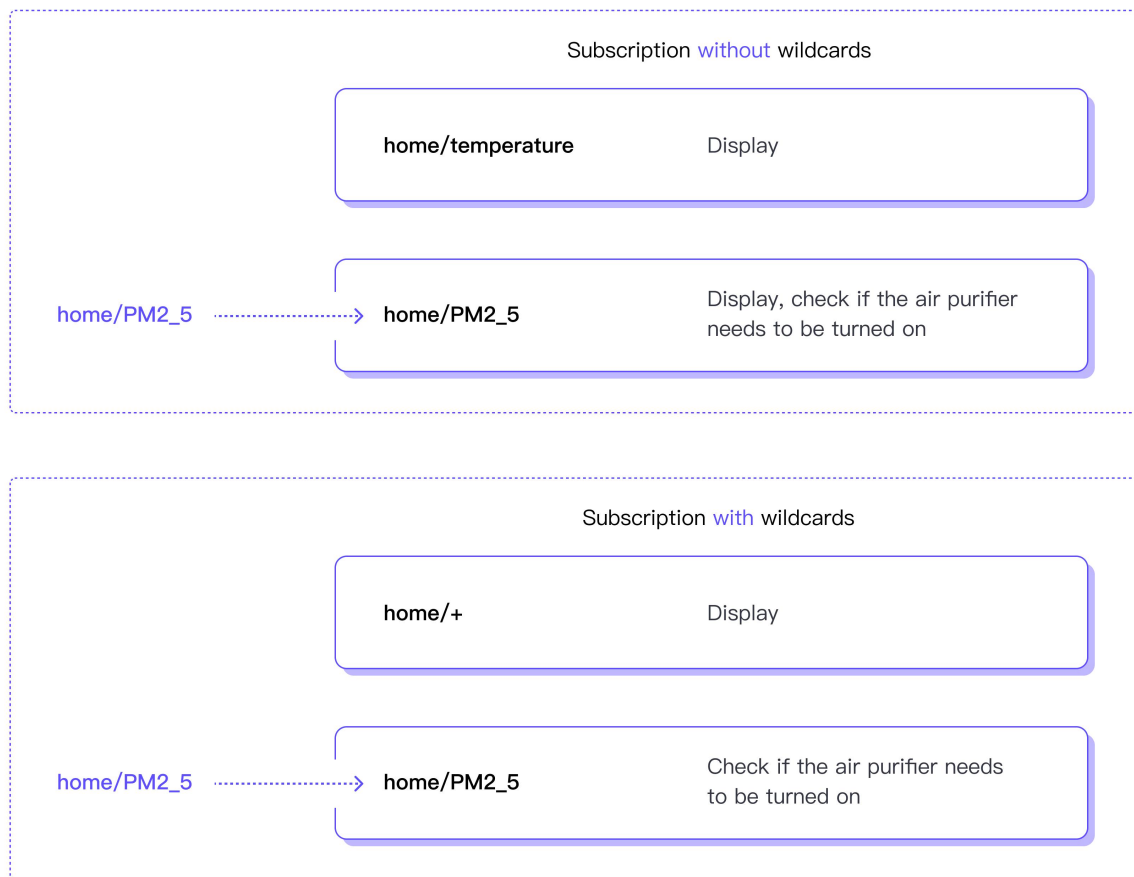 Subscription without wildcards
home/temperature Display
home/PM2_5 home/PM2_5 Display, check if the air purifier
needs to be turned on
Subscription with wildcards
home/+ Display
home/PM2_5 home/PM2_5 Check if the air purifier needs
to be turned on